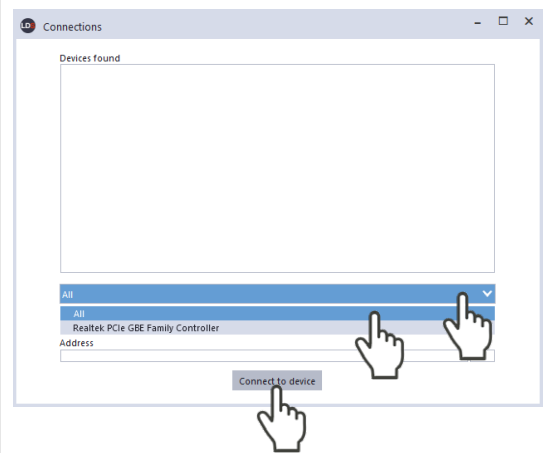 LD
Connections
Devices found
All
All
Realtek PCIe GBE Family Controller
Address
Connect to device